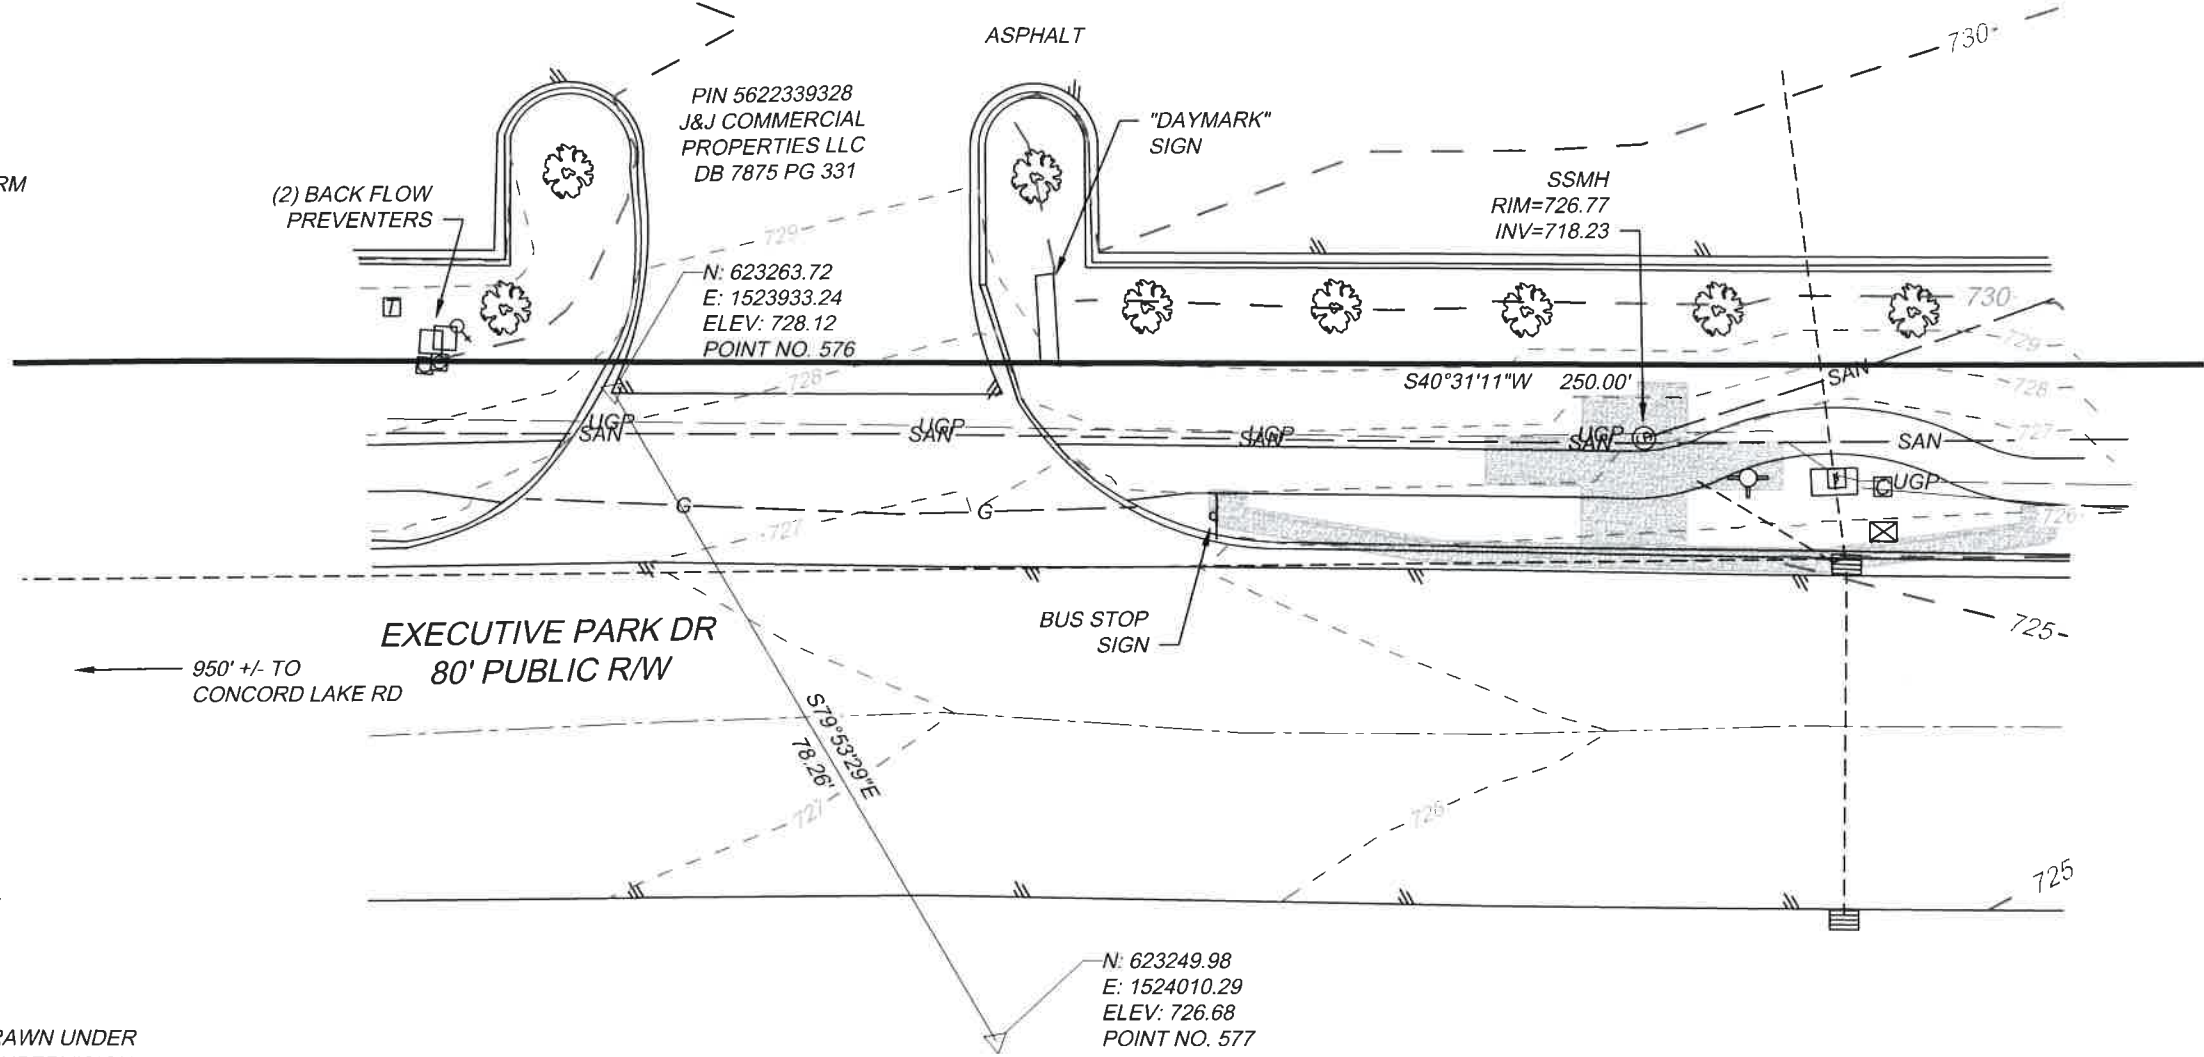 ASPHALT
730
PIN 5622339328
J&J COMMERCIAL
PROPERTIES LLC
DB 7875 PG 331
"DAYMARK"
SIGN
RM
(2) BACK FLOW
PREVENTERS
SSMH
RIM=726.77
INV=718.23
729
N: 623263.72
E: 1523933.24
ELEV: 728.12
POINT NO. 576
T
730
729
728
S40°31'11"W 250.00'
SAN
728
UGP
SAN
UGP
SAN
UGP
SAN
UGP
SAN
SAN
727
G
G
C
UGP
727
726
EXECUTIVE PARK DR
80' PUBLIC R/W
BUS STOP
SIGN
725
950' +/- TO
CONCORD LAKE RD
S79°53'29"E
78.26'
727
726
725
N: 623249.98
E: 1524010.29
ELEV: 726.68
POINT NO. 577
RAWN UNDER